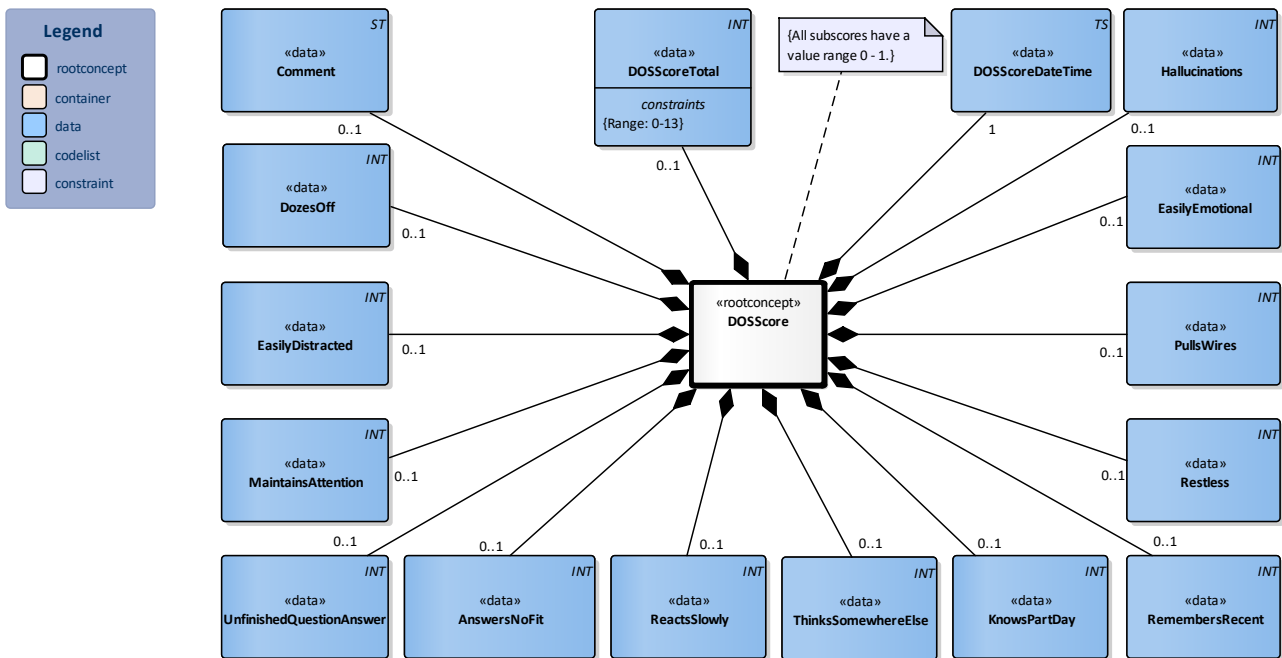 Legend
rootconcept
container
data
codelist
constraint
ST
«data»
Comment
0..1
INT
«data»
DOSScoreTotal
constraints
{Range: 0-13}
0..1
{All subscores have a
value range 0 - 1.}
TS
«data»
DOSScoreDateTime
1
INT
«data»
Hallucinations
0..1
INT
«data»
DozesOff
0..1
INT
«data»
EasilyEmotional
0..1
«rootconcept»
DOSScore
INT
«data»
EasilyDistracted
0..1
INT
«data»
PullsWires
0..1
INT
«data»
MaintainsAttention
0..1
INT
«data»
Restless
0..1
0..1
INT
«data»
UnfinishedQuestionAnswer
0..1
INT
«data»
AnswersNoFit
0..1
INT
«data»
ReactsSlowly
0..1
INT
«data»
ThinksSomewhereElse
0..1
INT
«data»
KnowsPartDay
0..1
INT
«data»
RemembersRecent